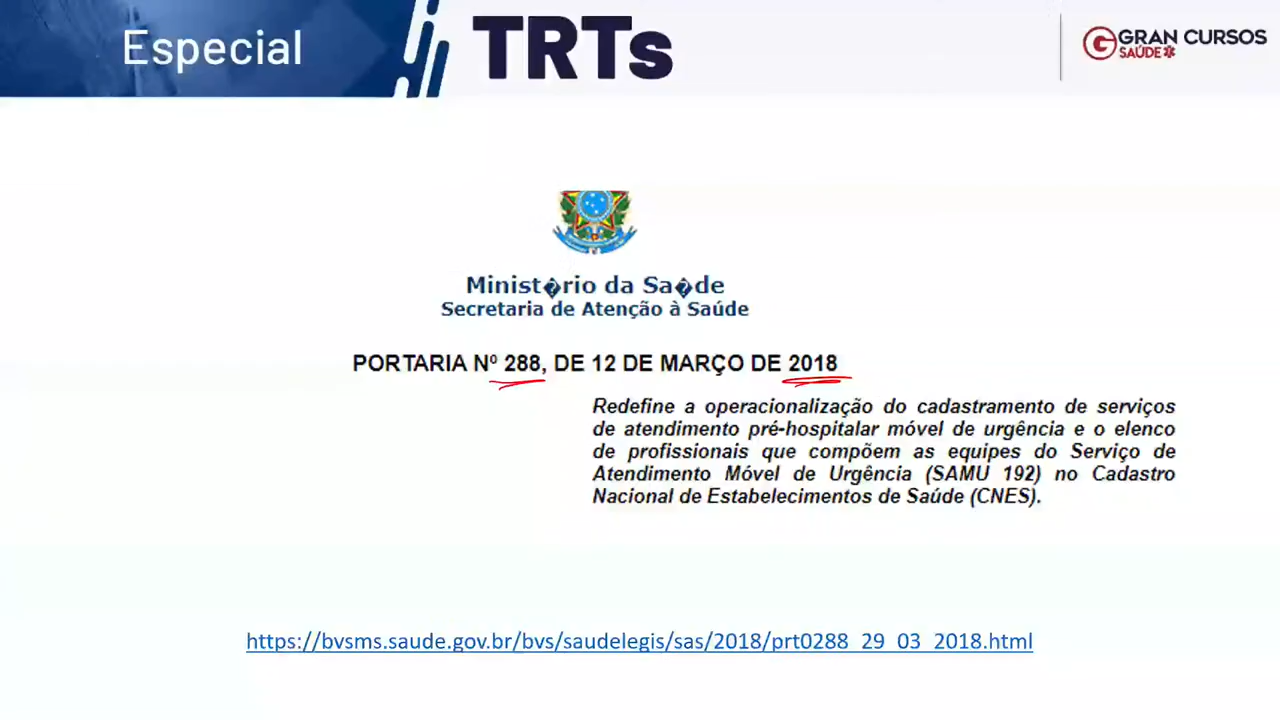 Especial
TRTs
GRAN CURSOS
SAÚDE
Minist�rio da Sa�de
Secretaria de Atenção à Saúde
PORTARIA Nº 288, DE 12 DE MARÇO DE 2018
Redefine a operacionalização do cadastramento de serviços
de atendimento pré-hospitalar móvel de urgência e o elenco
de profissionais que compõem as equipes do Serviço de
Atendimento Móvel de Urgência (SAMU 192) no Cadastro
Nacional de Estabelecimentos de Saúde (CNES).
https://bvsms.saude.gov.br/bvs/saudelegis/sas/2018/prt0288_29_03_2018.html